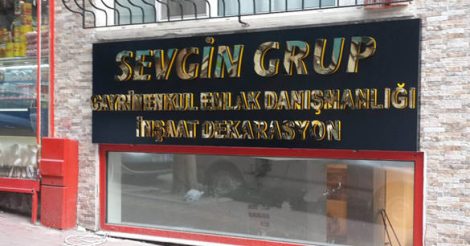 SEVGİN GRUP
GAYRİMENKUL EMLAK DANIŞMANLIĞI
İNŞAAT DEKARASYON